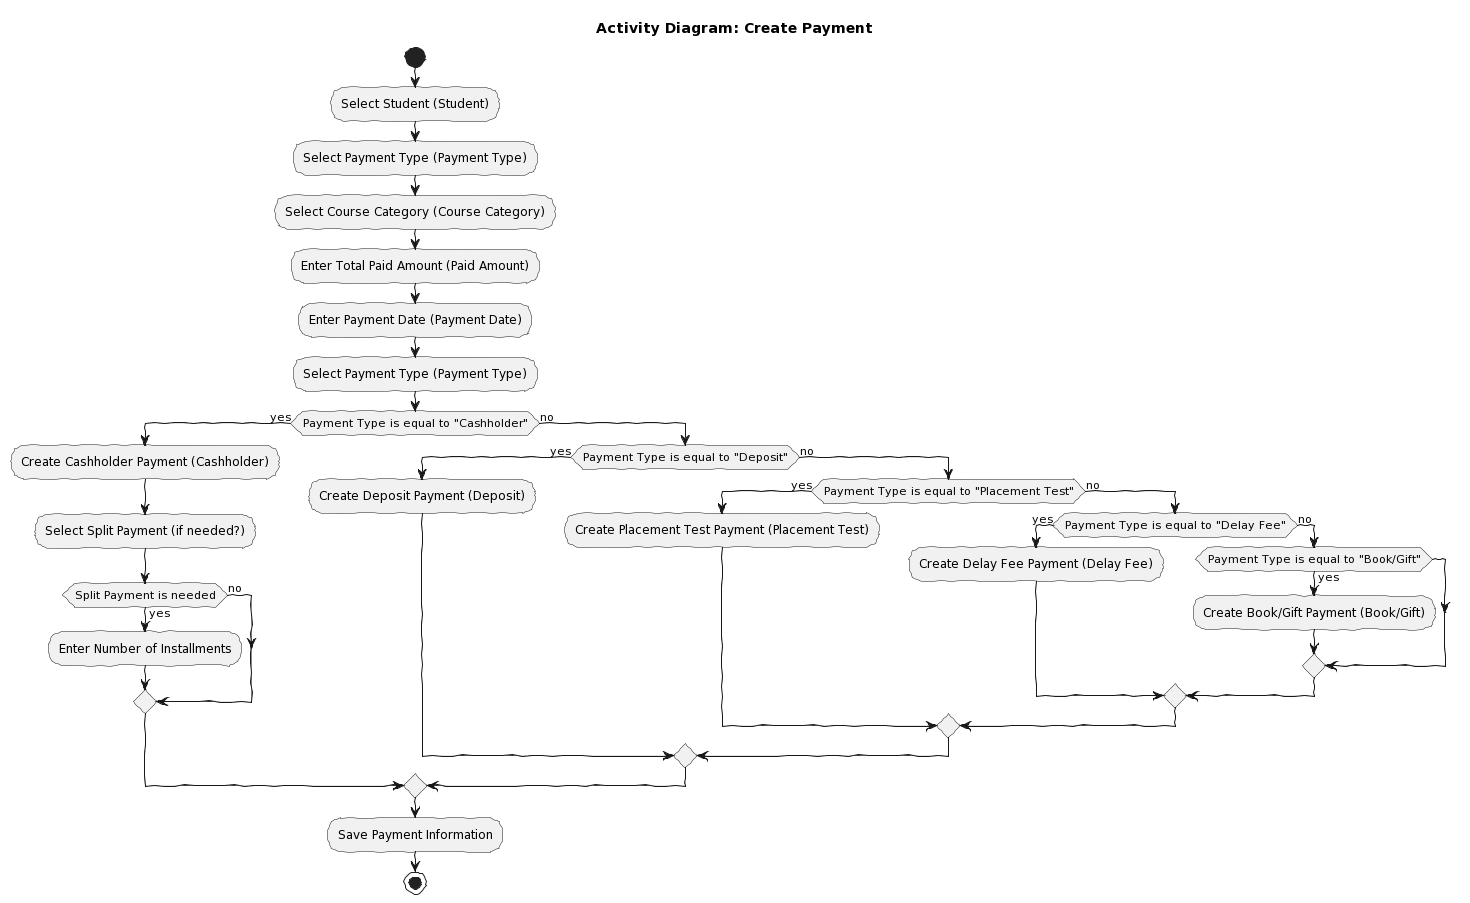 Activity Diagram: Create Payment
Select Student (Student)
Select Payment Type (Payment Type)
Select Course Category (Course Category)
Enter Total Paid Amount (Paid Amount)
Enter Payment Date (Payment Date)
Select Payment Type (Payment Type)
yes
Payment Type is equal to "Cashholder"
no
Create Cashholder Payment (Cashholder)
Select Split Payment (if needed?)
Split Payment is needed
no
yes
Enter Number of Installments
yes
Payment Type is equal to "Deposit"
no
Create Deposit Payment (Deposit)
yes
Payment Type is equal to "Placement Test"
no
Create Placement Test Payment (Placement Test)
yes
Payment Type is equal to "Delay Fee"
no
Create Delay Fee Payment (Delay Fee)
Payment Type is equal to "Book/Gift"
yes
Create Book/Gift Payment (Book/Gift)
Save Payment Information